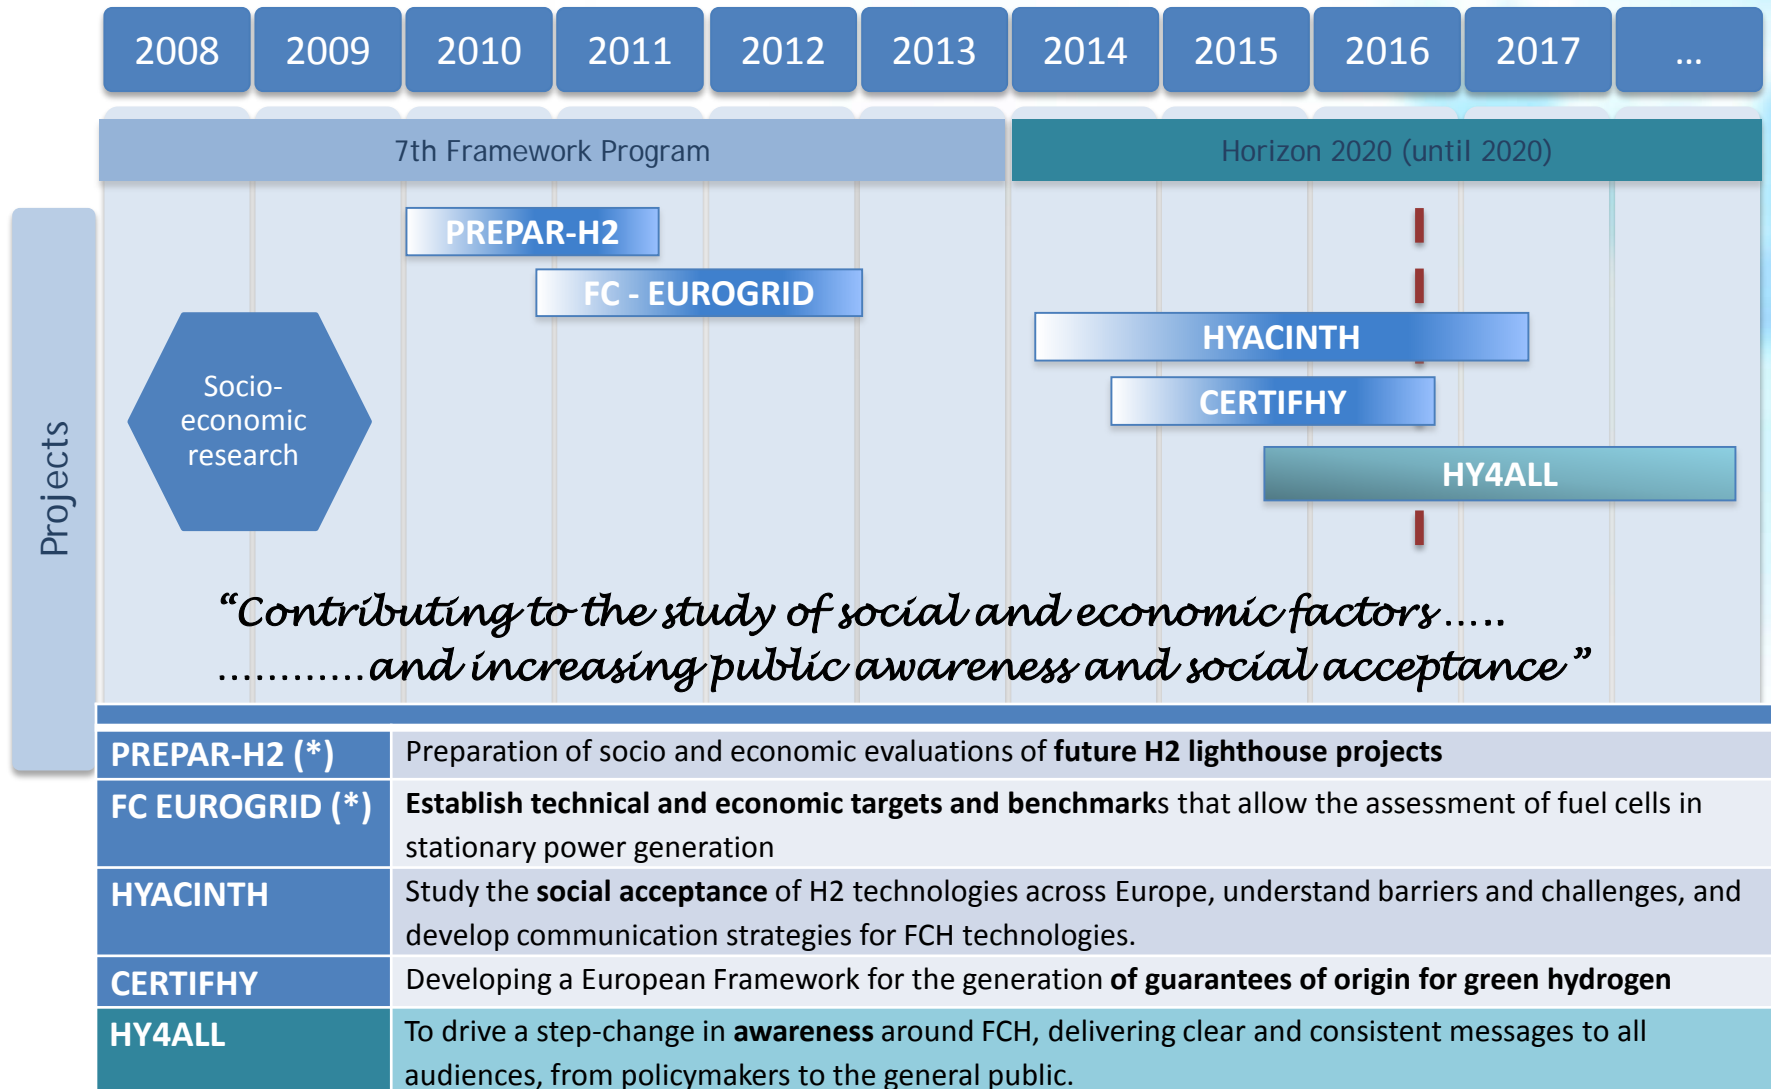 2008 2009 2010 2011 2012 2013 2014 2015 2016 2017 ...
7th Framework Program
Horizon 2020 (until 2020)
Projects
PREPAR-H2
FC - EUROGRID
HYACINTH
CERTIFHY
HY4ALL
Socio-
economic
research
“Contributing to the study of social and economic factors …..
…………and increasing public awareness and social acceptance”
PREPAR-H2 (*) Preparation of socio and economic evaluations of future H2 lighthouse projects
FC EUROGRID (*) Establish technical and economic targets and benchmarks that allow the assessment of fuel cells in
stationary power generation
HYACINTH Study the social acceptance of H2 technologies across Europe, understand barriers and challenges, and
develop communication strategies for FCH technologies.
CERTIFHY Developing a European Framework for the generation of guarantees of origin for green hydrogen
HY4ALL To drive a step-change in awareness around FCH, delivering clear and consistent messages to all
audiences, from policymakers to the general public.